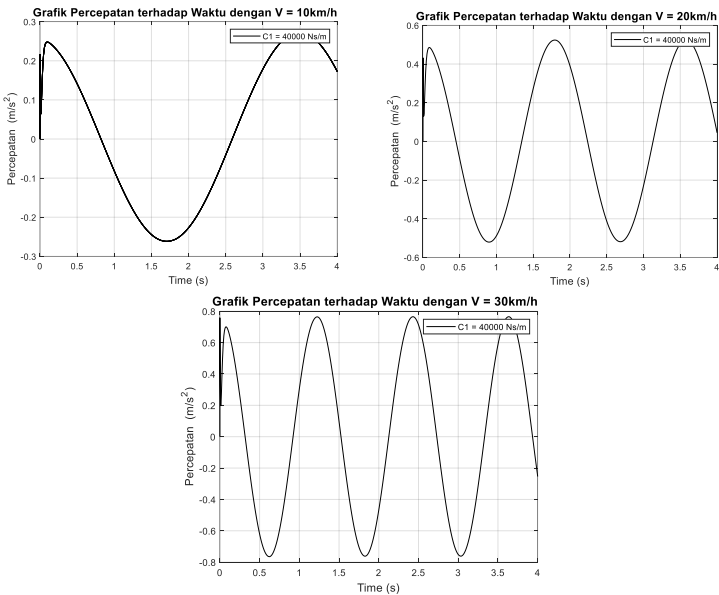 Grafik Percepatan terhadap Waktu dengan V = 10km/h
C1 = 40000 Ns/m
Percepatan (m/s²)
0.3
0.2
0.1
0
-0.1
-0.2
-0.3
0 0.5 1 1.5 2 2.5 3 3.5 4
Time (s)
Grafik Percepatan terhadap Waktu dengan V = 20km/h
C1 = 40000 Ns/m
Percepatan (m/s²)
0.6
0.4
0.2
0
-0.2
-0.4
-0.6
0 0.5 1 1.5 2 2.5 3 3.5 4
Time (s)
Grafik Percepatan terhadap Waktu dengan V = 30km/h
C1 = 40000 Ns/m
Percepatan (m/s²)
0.8
0.6
0.4
0.2
0
-0.2
-0.4
-0.6
-0.8
0 0.5 1 1.5 2 2.5 3 3.5 4
Time (s)